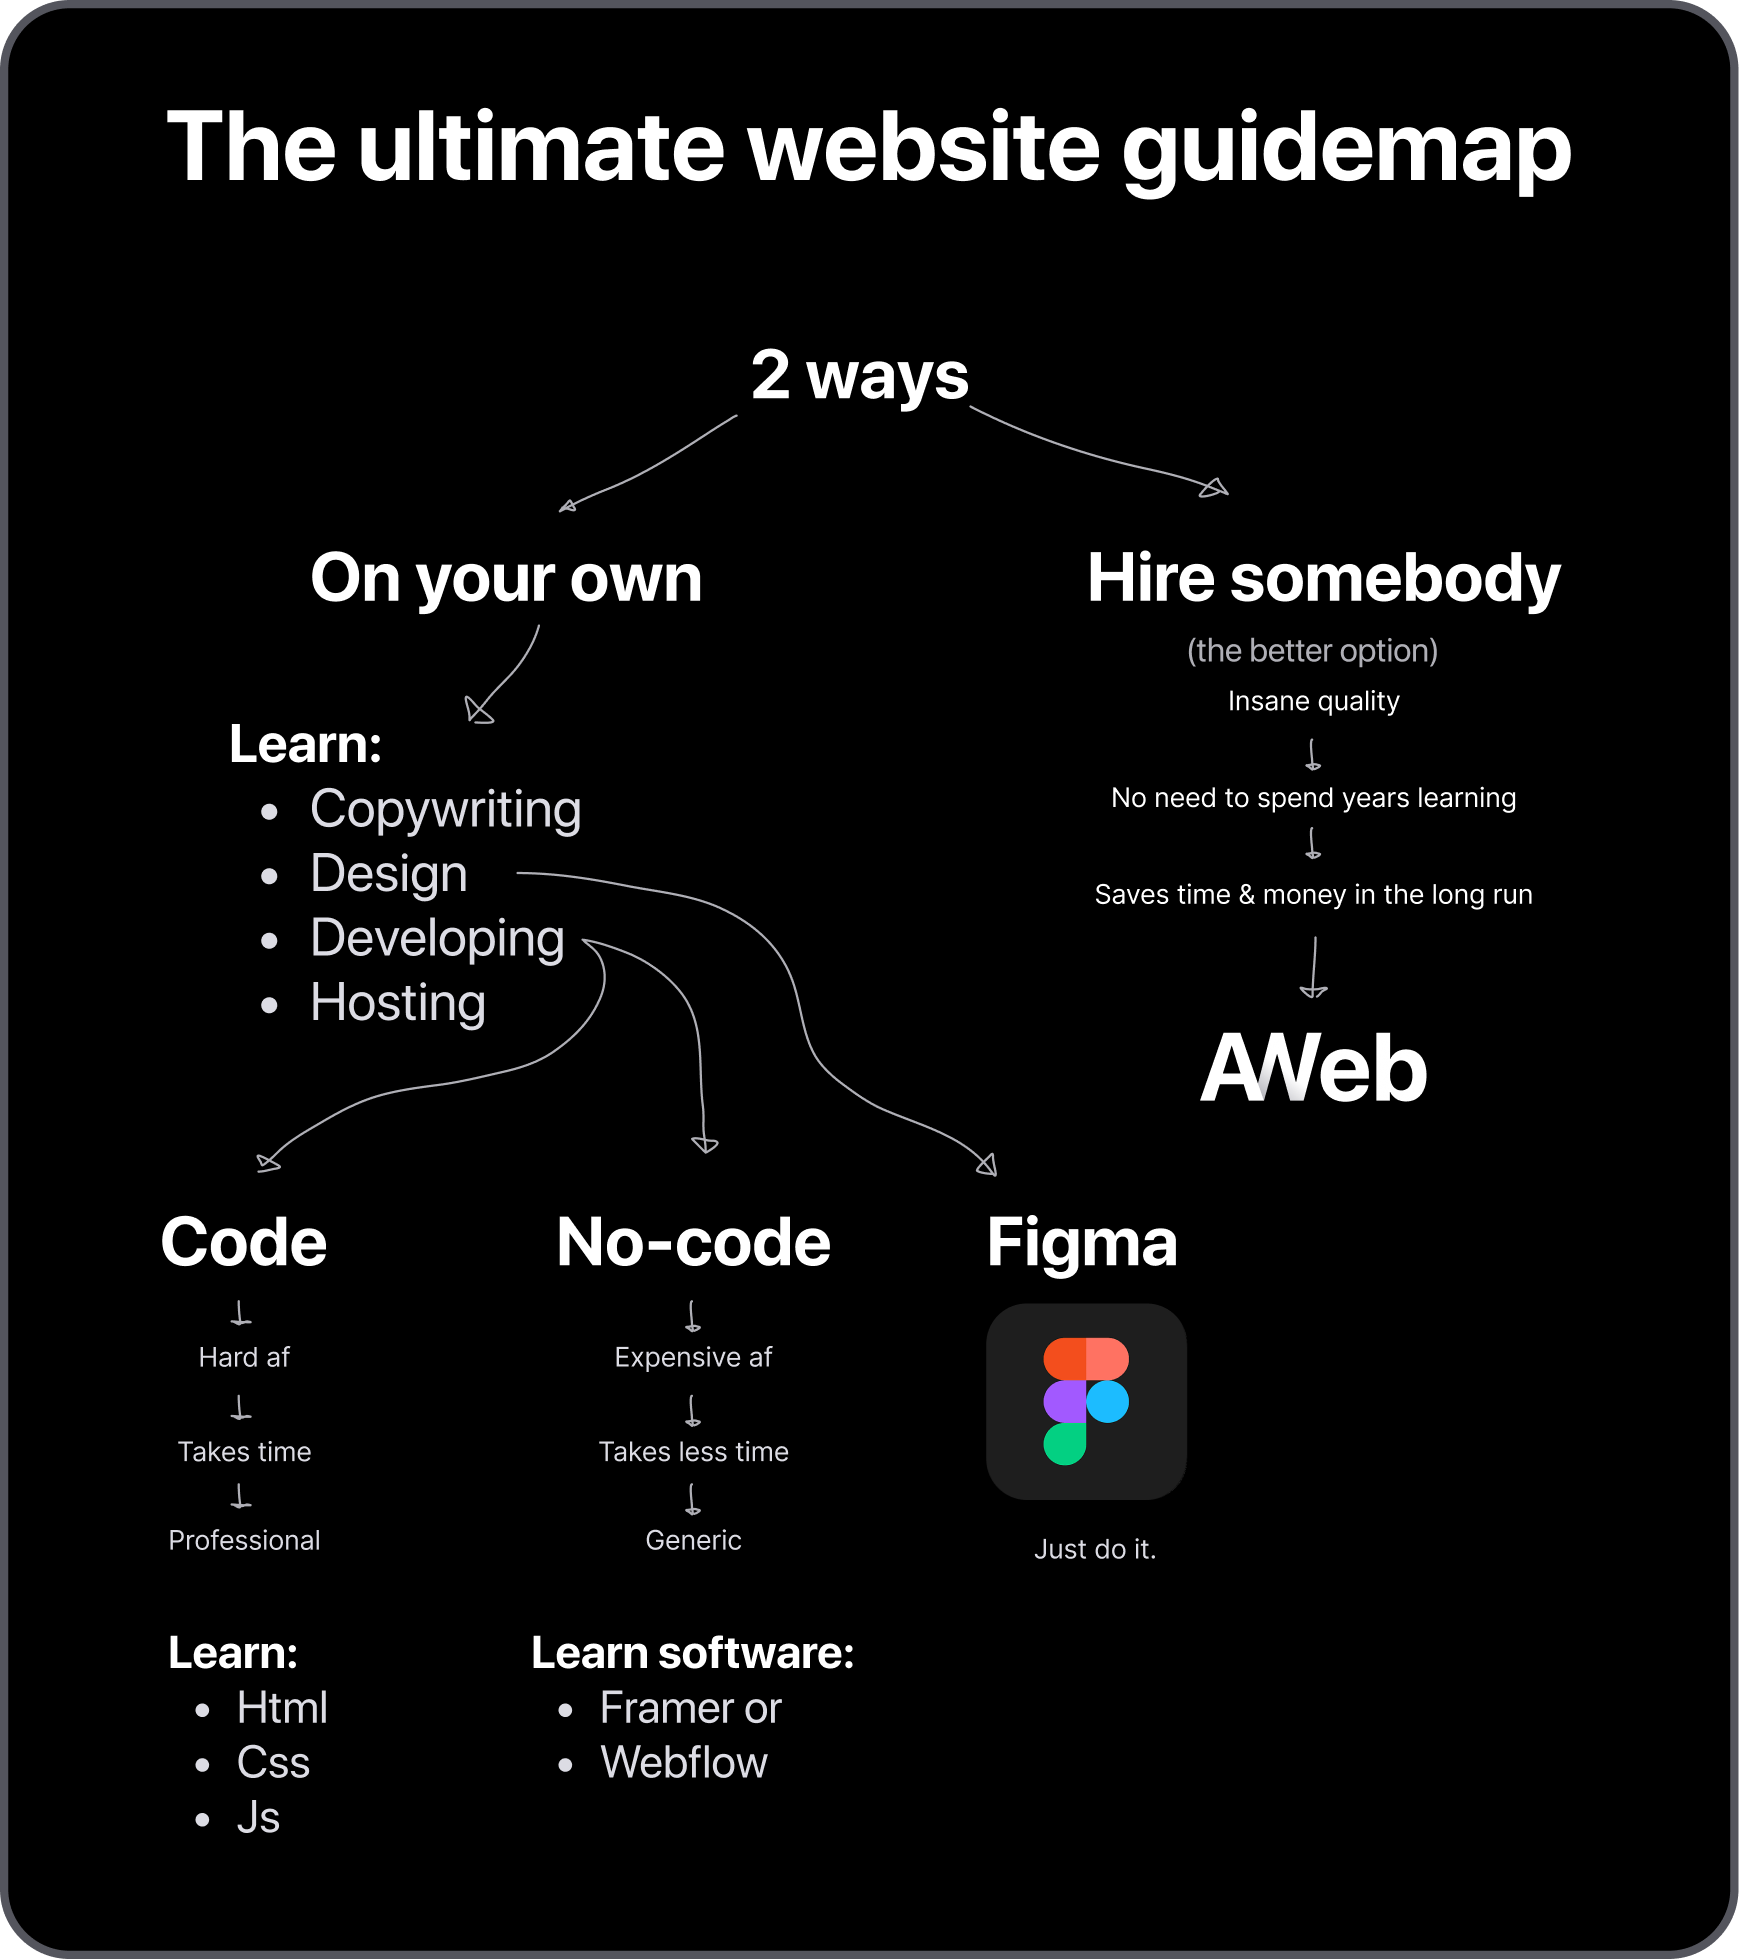 The ultimate website guidemap
2 ways
On your own
Learn:
• Copywriting
• Design
• Developing
• Hosting
Hire somebody
(the better option)
Insane quality
No need to spend years learning
Saves time & money in the long run
AWeb
Code
Hard af
Takes time
Professional
Learn:
• Html
• Css
• Js
No-code
Expensive af
Takes less time
Generic
Learn software:
• Framer or
• Webflow
Figma
Just do it.